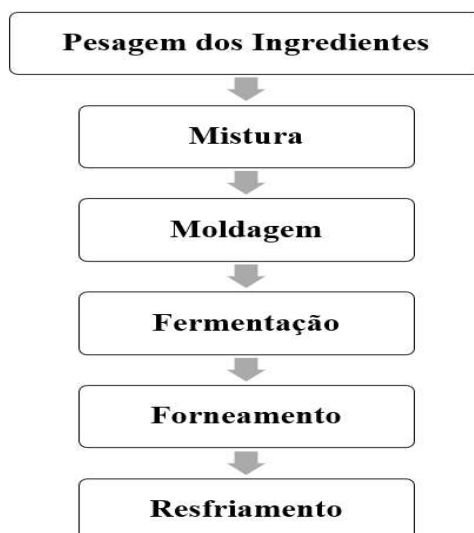 Pesagem dos Ingredientes
Mistura
Moldagem
Fermentação
Forneamento
Resfriamento